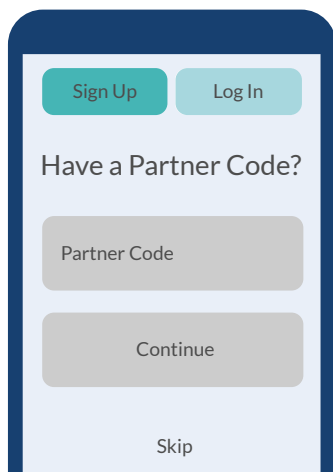 Sign Up
Log In
Have a Partner Code?
Partner Code
Continue
Skip